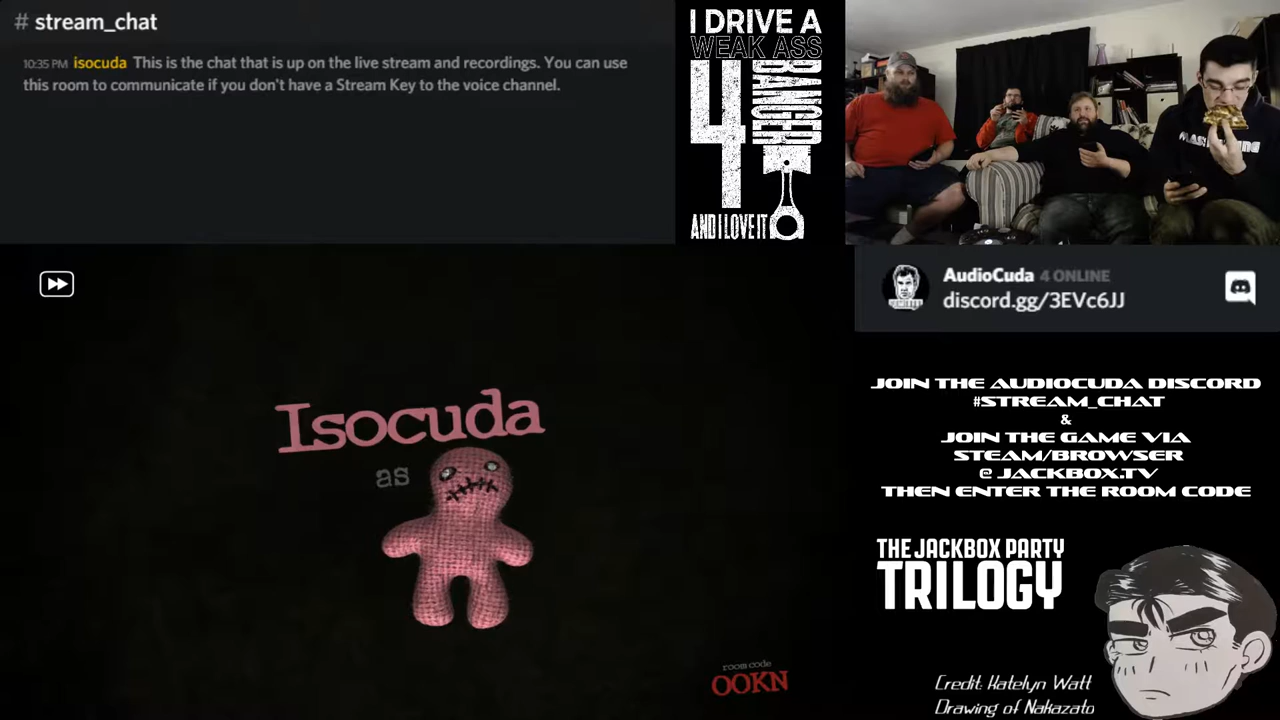 # stream_chat
10:35 PM isocuda This is the chat that is up on the live stream and recordings. You can use
this room to communicate if you don't have a Stream Key to the voice channel.
I DRIVE A
WEAK ASS
4 BANGER
AND I LOVE IT
AudioCuda 4 ONLINE
discord.gg/3EVc6JJ
Isocuda
as
room code
OOKN
JOIN THE AUDIOCUDA DISCORD
#STREAM_CHAT
&
JOIN THE GAME VIA
STEAM/BROWSER
@ JACKBOX.TV
THEN ENTER THE ROOM CODE
THE JACKBOX PARTY
TRILOGY
Credit: Katelyn Watt
Drawing of Nakazato